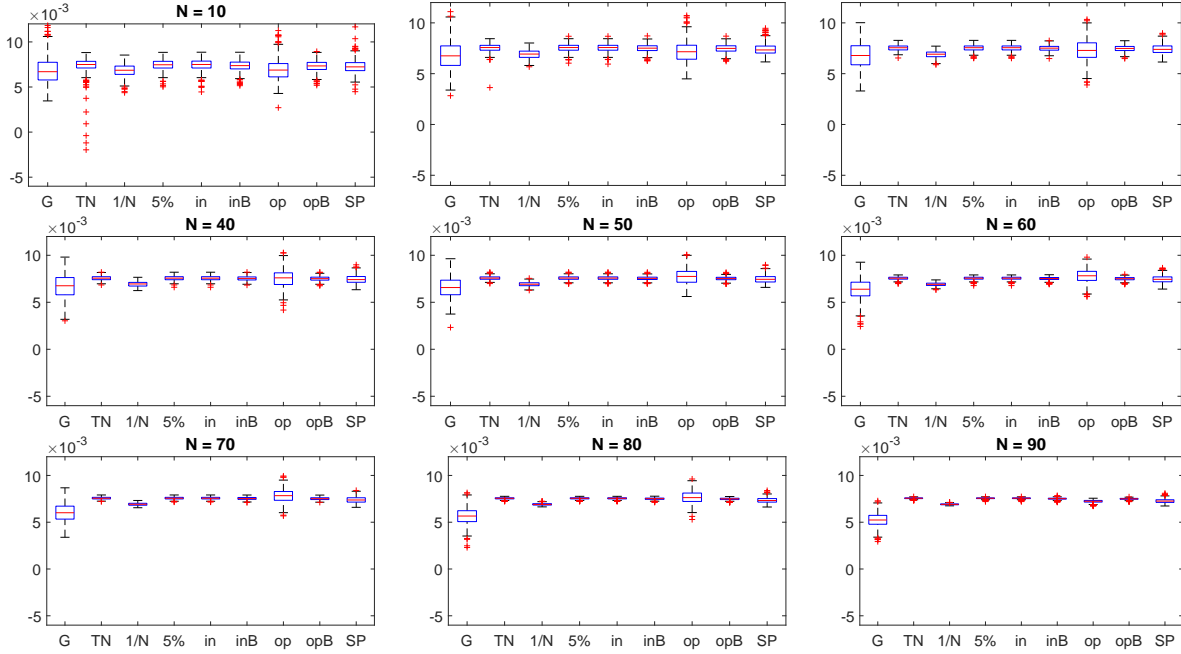 ×10⁻³ N = 10
10
5
0
-5
G TN 1/N 5% in inB op opB SP
10
5
0
-5
G TN 1/N 5% in inB op opB SP
10
5
0
-5
G TN 1/N 5% in inB op opB SP
×10⁻³ N = 40
10
5
0
-5
G TN 1/N 5% in inB op opB SP
×10⁻³ N = 50
10
5
0
-5
G TN 1/N 5% in inB op opB SP
×10⁻³ N = 60
10
5
0
-5
G TN 1/N 5% in inB op opB SP
×10⁻³ N = 70
10
5
0
-5
G TN 1/N 5% in inB op opB SP
×10⁻³ N = 80
10
5
0
-5
G TN 1/N 5% in inB op opB SP
×10⁻³ N = 90
10
5
0
-5
G TN 1/N 5% in inB op opB SP